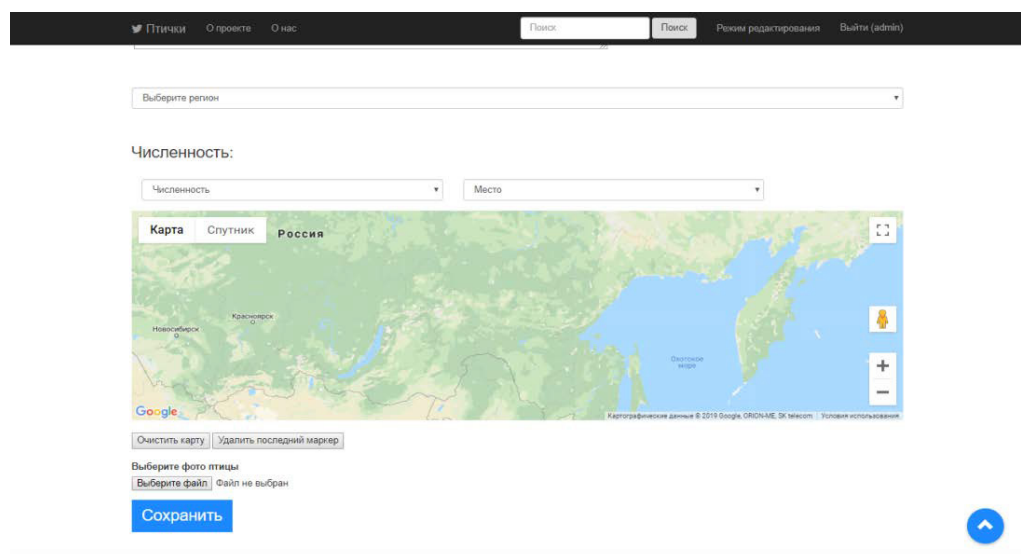 Птички О проекте О нас Поиск Поиск Режим редактирования Выйти (admin)
Выберите регион
Численность:
Численность Место
Карта Спутник Россия
Красноярск
Новосибирск
Охотское
море
Google Картографические данные © 2019 Google, ORION-ME, SK telecom Условия использования
Очистить карту Удалить последний маркер
Выберите фото птицы
Выберите файл Файл не выбран
Сохранить